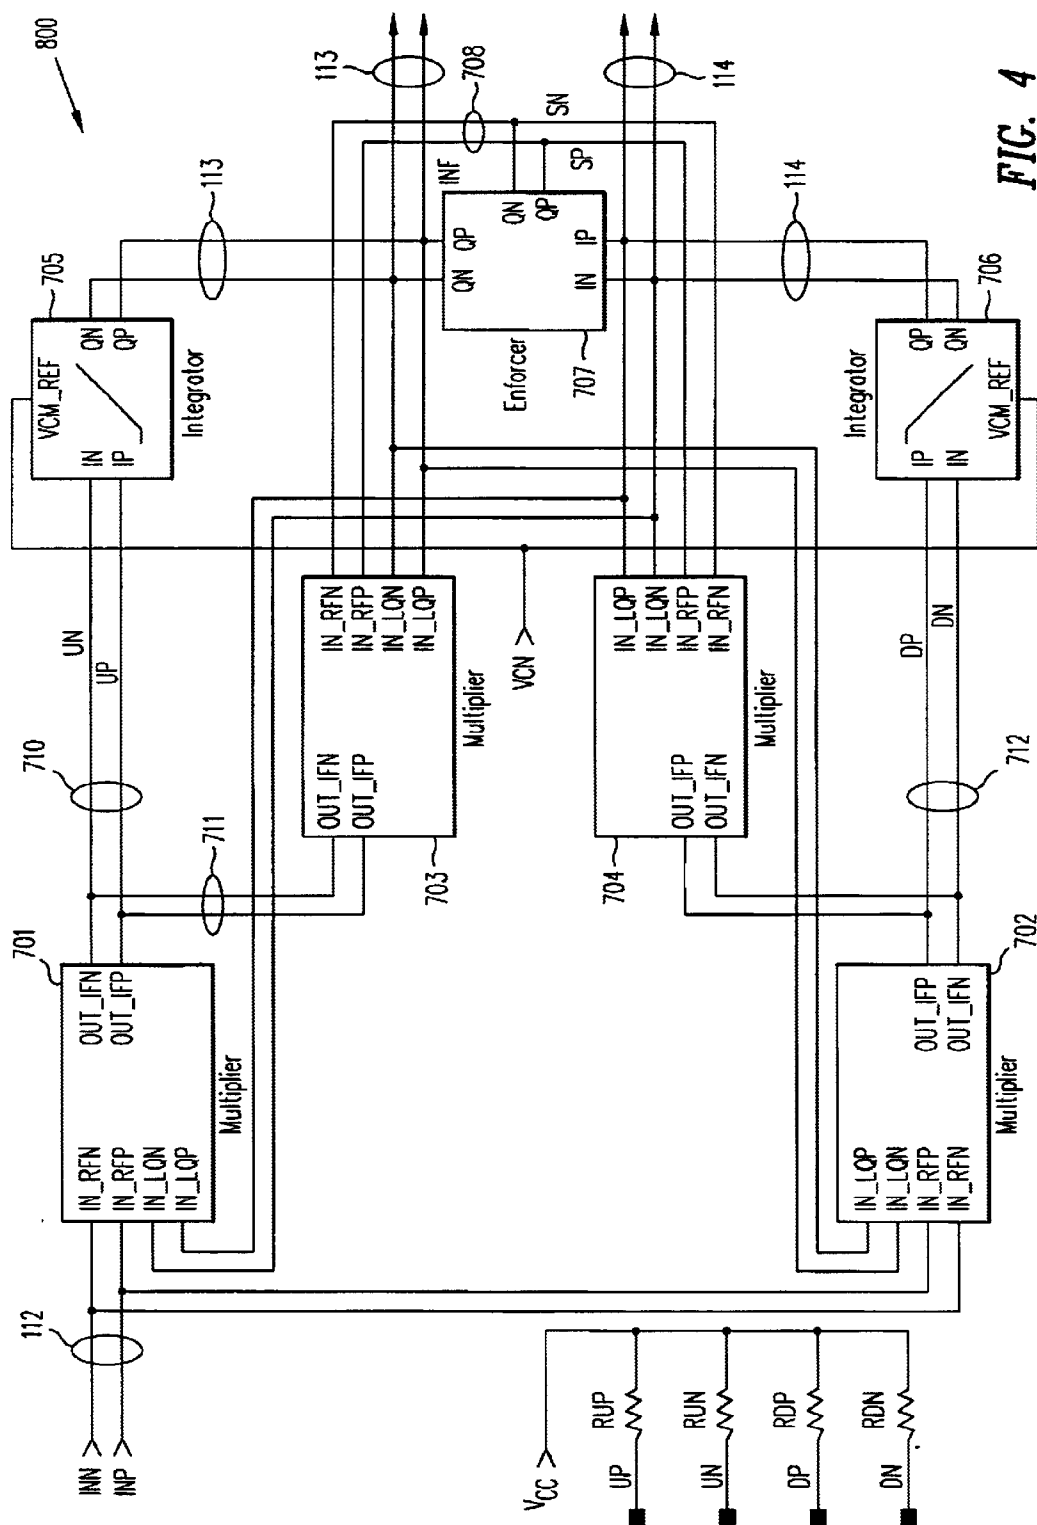 800
INN
INP
112
701
IN_RFN
IN_RFP
IN_LQN
IN_LQP
OUT_IFN
OUT_IFP
Multiplier
710
711
UN
UP
705
IN
IP
VCM_REF
QN
QP
Integrator
113
113
708
OUT_IFN
OUT_IFP
IN_RFN
IN_RFP
IN_LQN
IN_LQP
703
Multiplier
INF
QN
QP
QN
QP
IN
IP
Enforcer
707
SN
SP
VCN
VCC
RUP
UP
RUN
UN
RDP
DP
RDN
DN
704
OUT_IFP
OUT_IFN
IN_LQP
IN_LQN
IN_RFP
IN_RFN
Multiplier
114
114
IN_LQP
IN_LQN
IN_RFP
IN_RFN
OUT_IFP
OUT_IFN
702
Multiplier
712
DP
DN
Integrator
IP
IN
QP
QN
VCM_REF
706
FIG. 4